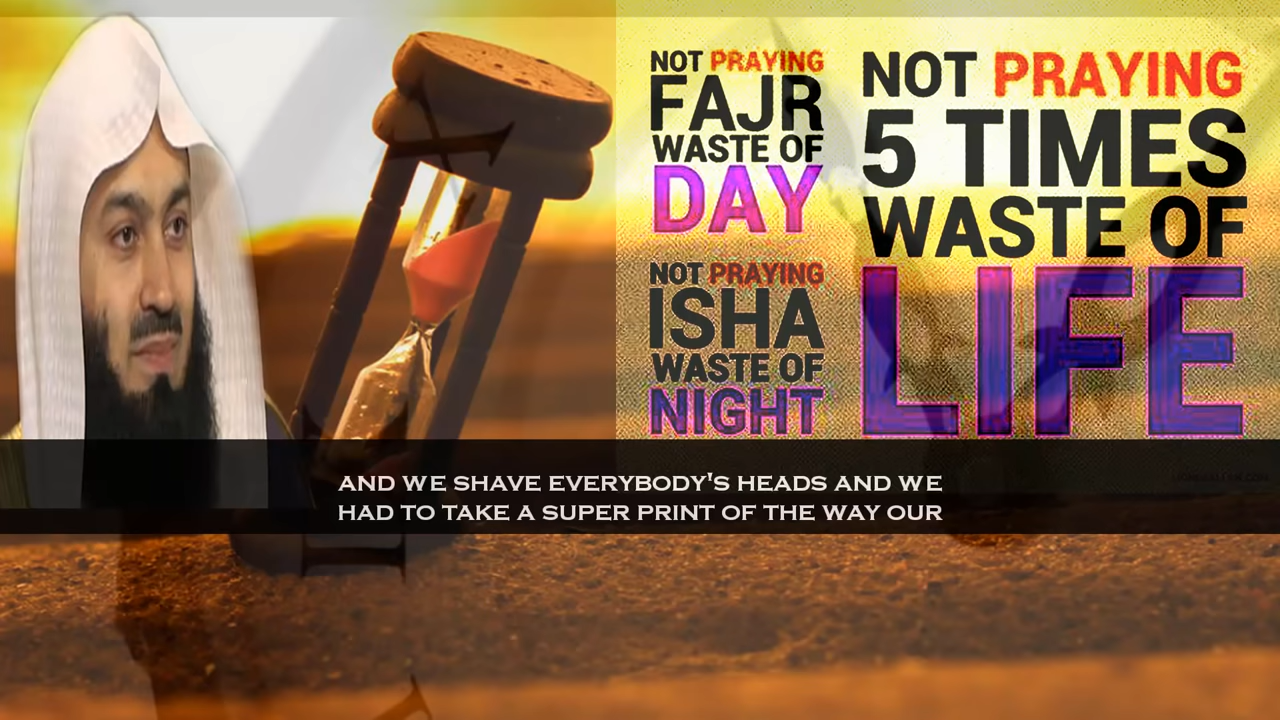 NOT PRAYING
FAJR
WASTE OF
DAY
NOT PRAYING
ISHA
WASTE OF
NIGHT
NOT PRAYING
5 TIMES
WASTE OF
LIFE
AND WE SHAVE EVERYBODY'S HEADS AND WE
HAD TO TAKE A SUPER PRINT OF THE WAY OUR